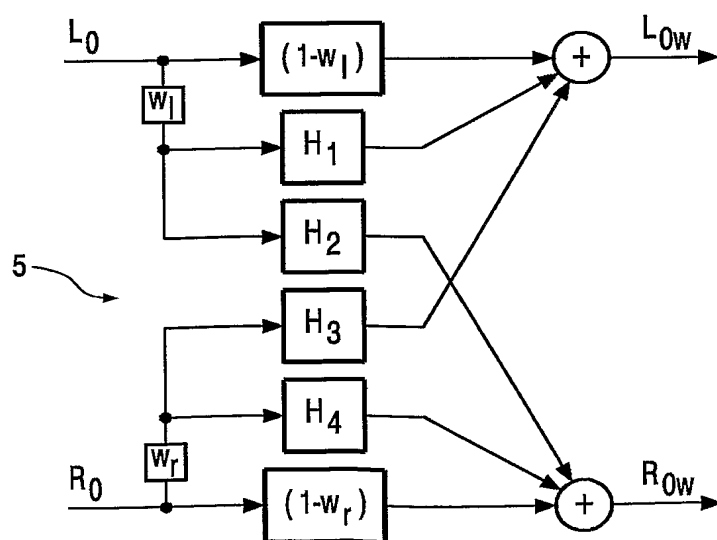 L₀ (1-wₗ) + L₀w
wₗ
H₁
H₂
5
H₃
H₄
wᵣ
R₀ (1-wᵣ) + R₀w